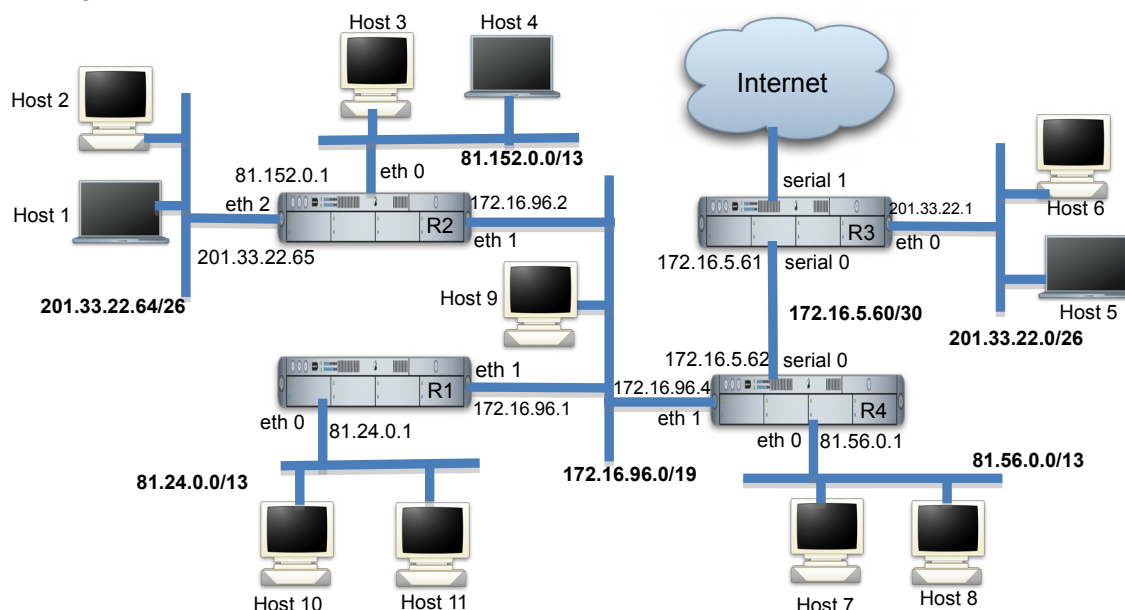 Host 3
Host 4
Host 2
Internet
81.152.0.0/13
81.152.0.1
eth 0
serial 1
Host 1
eth 2
172.16.96.2
201.33.22.1
Host 6
R2
R3
eth 1
eth 0
201.33.22.65
172.16.5.61
serial 0
Host 9
201.33.22.64/26
172.16.5.60/30
Host 5
201.33.22.0/26
172.16.5.62
serial 0
eth 1
R1
172.16.96.4
R4
172.16.96.1
eth 1
eth 0
81.24.0.1
eth 0
81.56.0.1
81.24.0.0/13
172.16.96.0/19
81.56.0.0/13
Host 10
Host 11
Host 7
Host 8